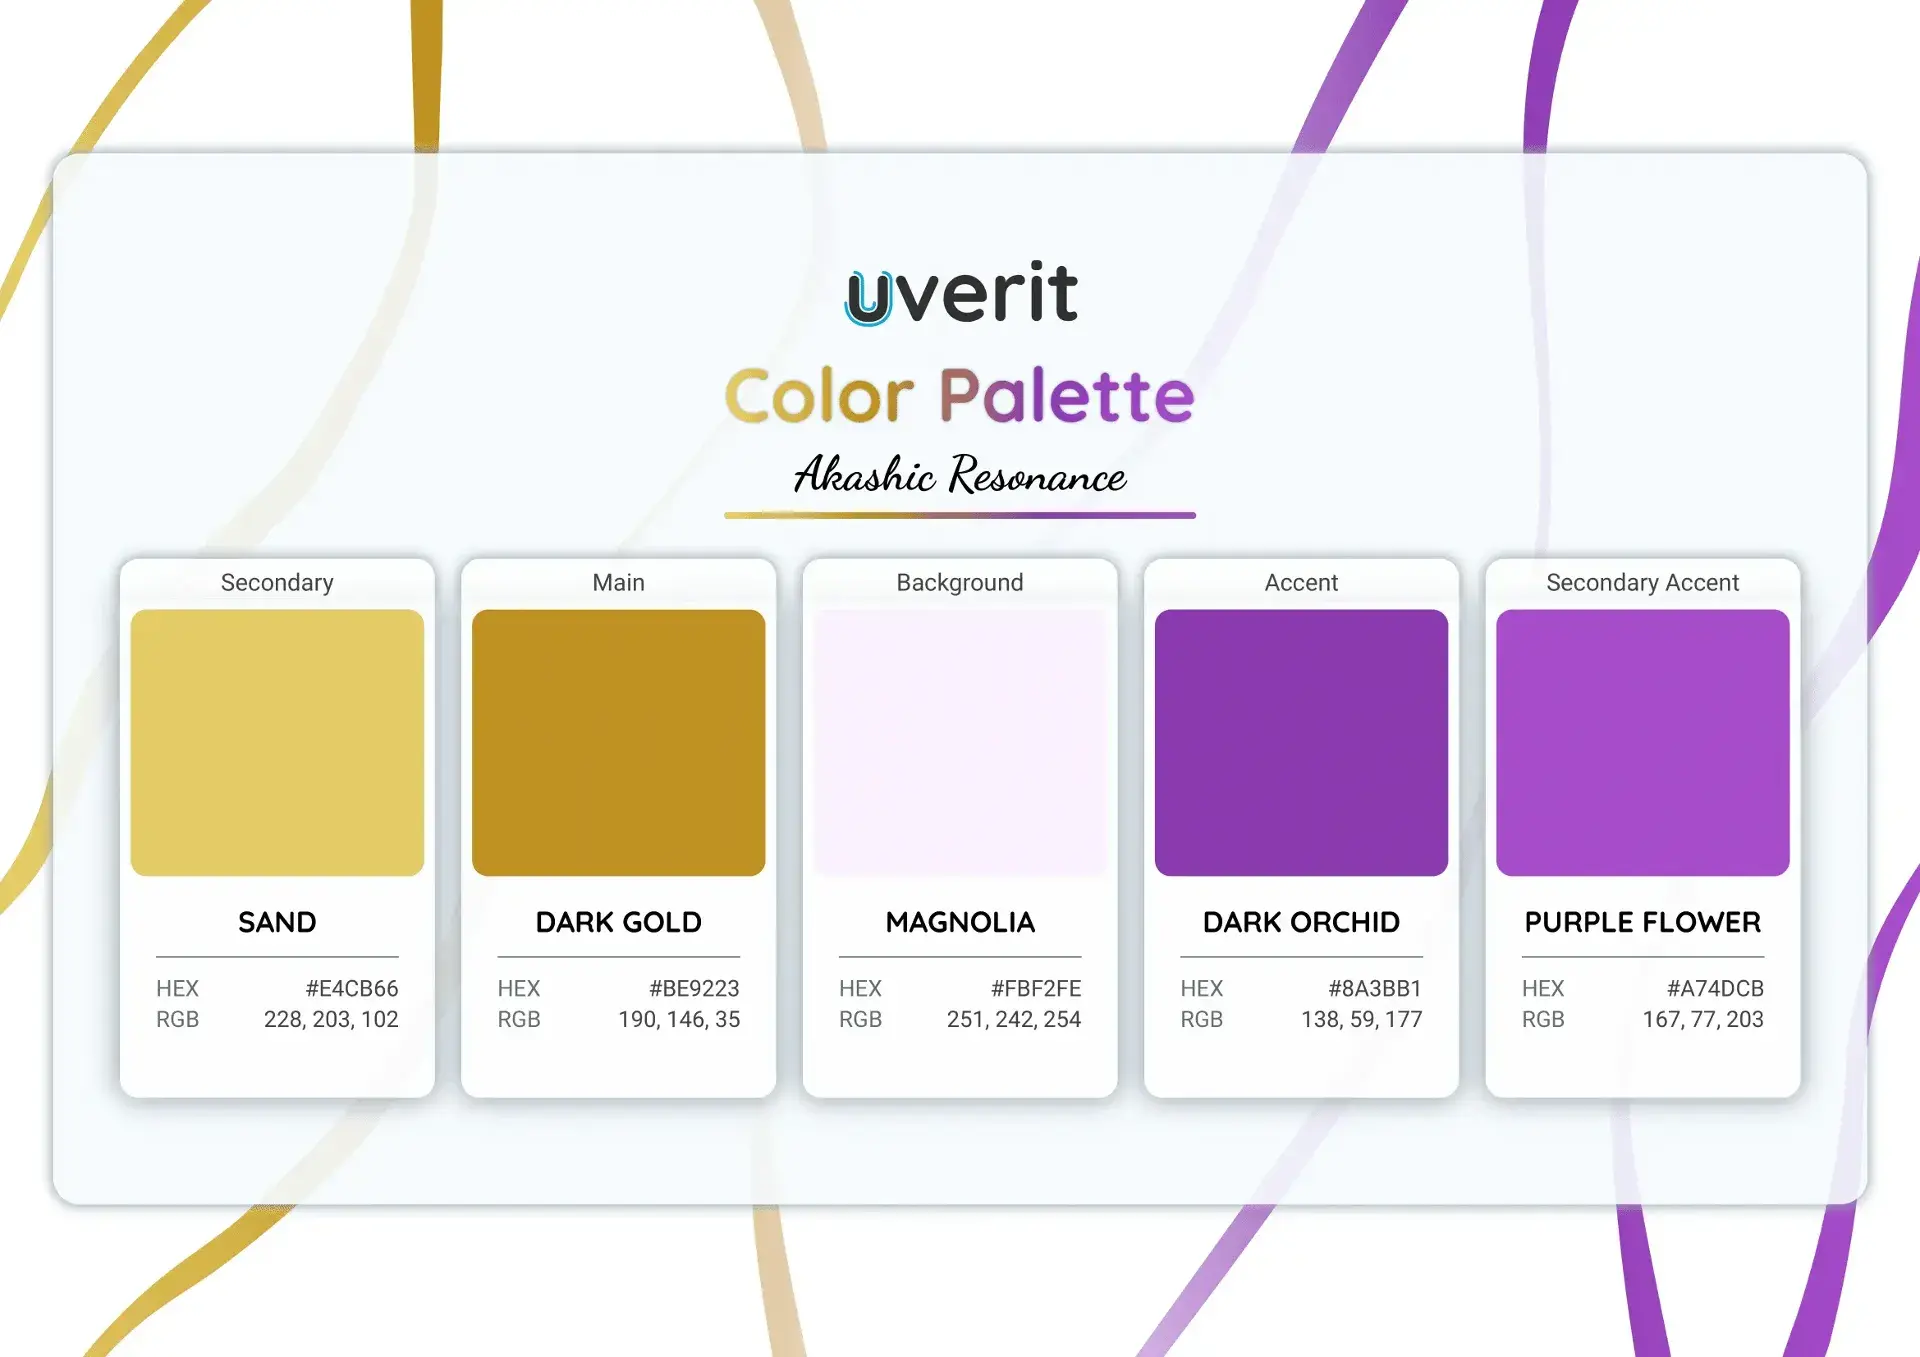 uverit
Color Palette
Akashic Resonance
Secondary
SAND
HEX #E4CB66
RGB 228, 203, 102
Main
DARK GOLD
HEX #BE9223
RGB 190, 146, 35
Background
MAGNOLIA
HEX #FBF2FE
RGB 251, 242, 254
Accent
DARK ORCHID
HEX #8A3BB1
RGB 138, 59, 177
Secondary Accent
PURPLE FLOWER
HEX #A74DCB
RGB 167, 77, 203